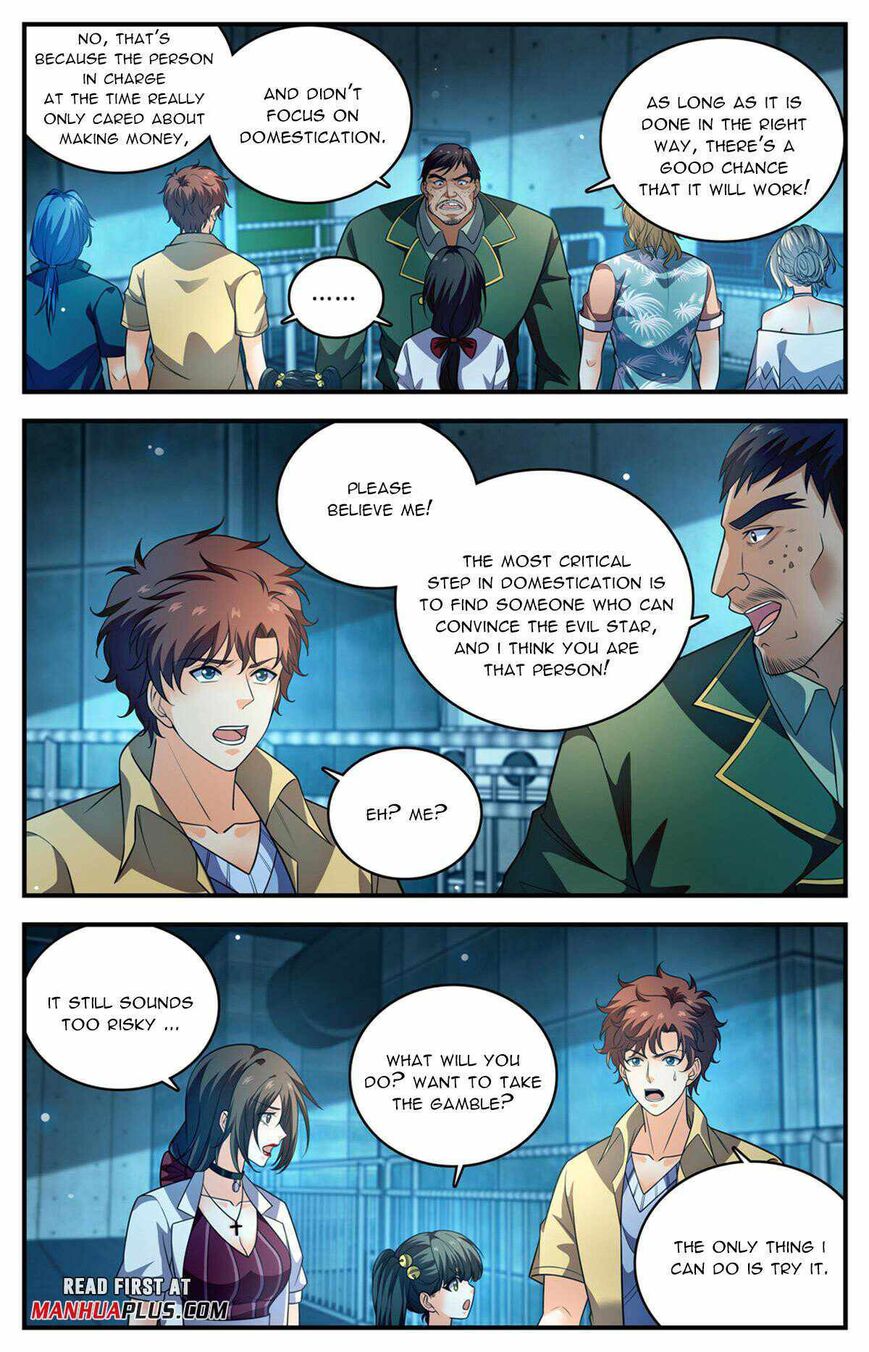 NO, THAT'S
BECAUSE THE PERSON
IN CHARGE
AT THE TIME REALLY
ONLY CARED ABOUT
MAKING MONEY,
AND DIDN'T
FOCUS ON
DOMESTICATION.
AS LONG AS IT IS
DONE IN THE RIGHT
WAY, THERE'S A
GOOD CHANCE
THAT IT WILL WORK!
......
PLEASE
BELIEVE ME!
THE MOST CRITICAL
STEP IN DOMESTICATION IS
TO FIND SOMEONE WHO CAN
CONVINCE THE EVIL STAR,
AND I THINK YOU ARE
THAT PERSON!
EH? ME?
IT STILL SOUNDS
TOO RISKY ...
WHAT WILL YOU
DO? WANT TO TAKE
THE GAMBLE?
THE ONLY THING I
CAN DO IS TRY IT.
READ FIRST AT
MANHUAPLUS.COM